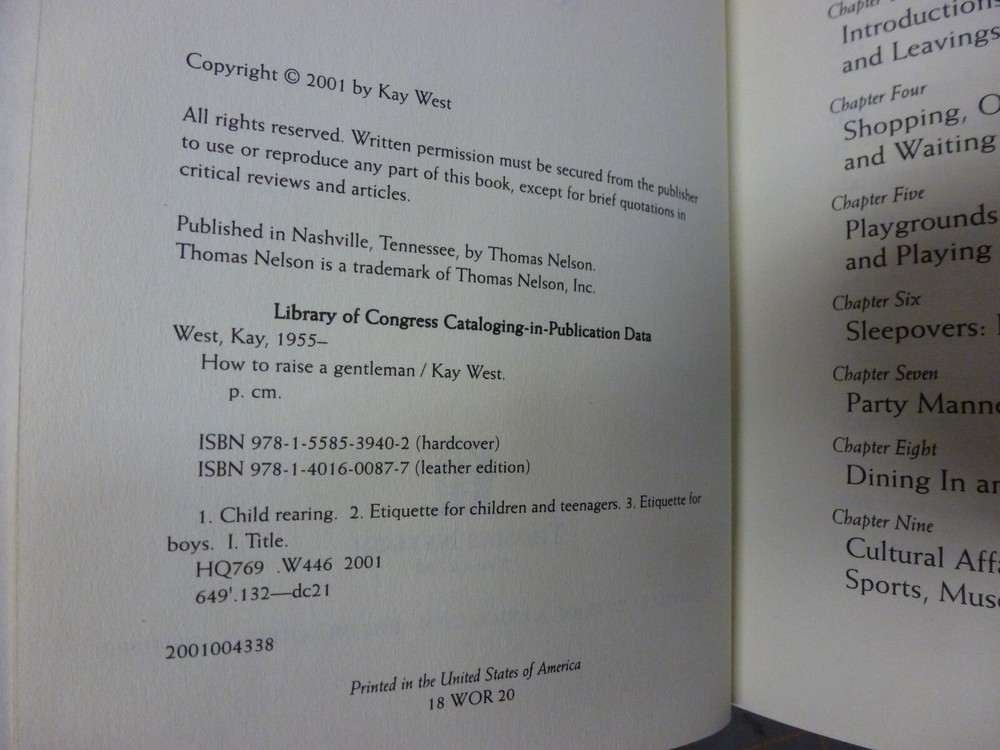 Copyright © 2001 by Kay West
All rights reserved. Written permission must be secured from the publisher
to use or reproduce any part of this book, except for brief quotations in
critical reviews and articles.
Published in Nashville, Tennessee, by Thomas Nelson.
Thomas Nelson is a trademark of Thomas Nelson, Inc.
Library of Congress Cataloging-in-Publication Data
West, Kay, 1955–
How to raise a gentleman / Kay West.
p. cm.
ISBN 978-1-5585-3940-2 (hardcover)
ISBN 978-1-4016-0087-7 (leather edition)
1. Child rearing. 2. Etiquette for children and teenagers. 3. Etiquette for
boys. I. Title.
HQ769 .W446 2001
649'.132—dc21
2001004338
Printed in the United States of America
18 WOR 20
Chapter
Introductions
and Leavings
Chapter Four
Shopping,
and Waiting
Chapter Five
Playgrounds
and Playing
Chapter Six
Sleepovers:
Chapter Seven
Party
Chapter Eight
Dining In
Chapter Nine
Cultural
Sports,